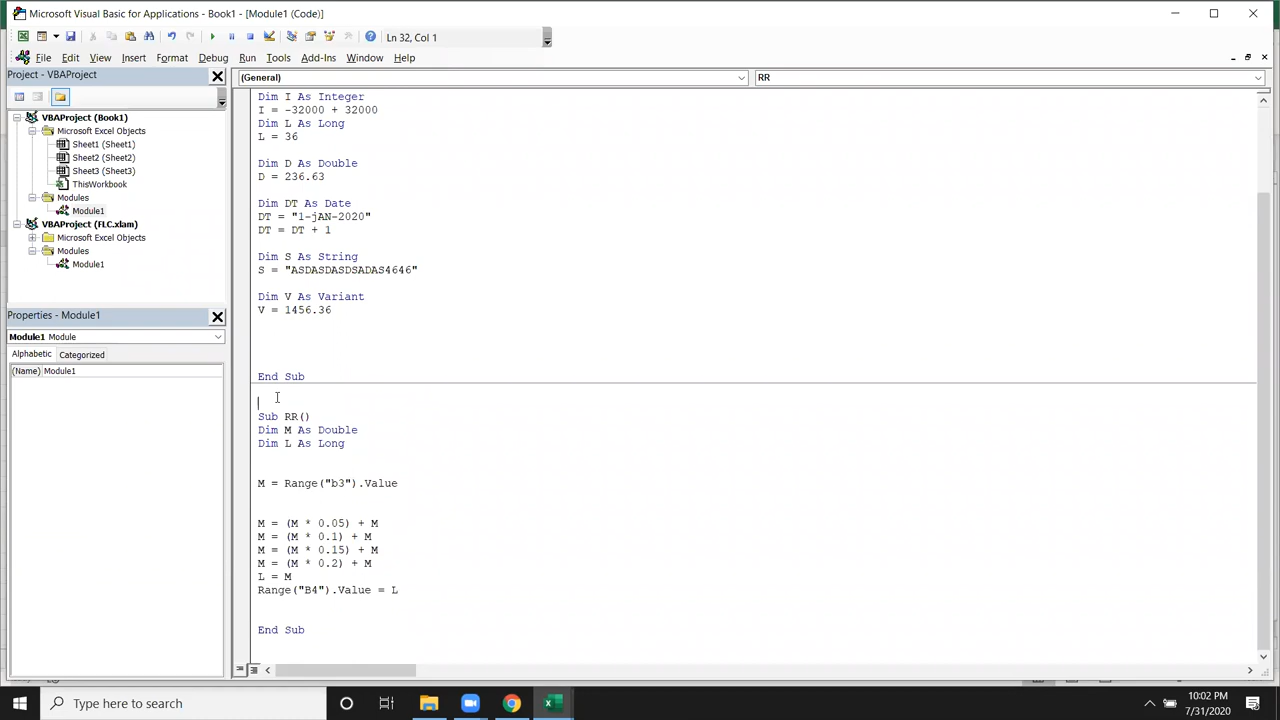 Microsoft Visual Basic for Applications - Book1 - [Module1 (Code)]
Ln 32, Col 1
File Edit View Insert Format Debug Run Tools Add-Ins Window Help
Project - VBAProject
(General)
RR
VBAProject (Book1)
Microsoft Excel Objects
Sheet1 (Sheet1)
Sheet2 (Sheet2)
Sheet3 (Sheet3)
ThisWorkbook
Modules
Module1
VBAProject (FLC.xlam)
Microsoft Excel Objects
Modules
Module1
Properties - Module1
Module1 Module
Alphabetic Categorized
(Name) Module1
Dim I As Integer
I = -32000 + 32000
Dim L As Long
L = 36
Dim D As Double
D = 236.63
Dim DT As Date
DT = "1-jAN-2020"
DT = DT + 1
Dim S As String
S = "ASDASDASDSADAS4646"
Dim V As Variant
V = 1456.36
End Sub
Sub RR()
Dim M As Double
Dim L As Long
M = Range("b3").Value
M = (M * 0.05) + M
M = (M * 0.1) + M
M = (M * 0.15) + M
M = (M * 0.2) + M
L = M
Range("B4").Value = L
End Sub
Type here to search
10:02 PM
7/31/2020